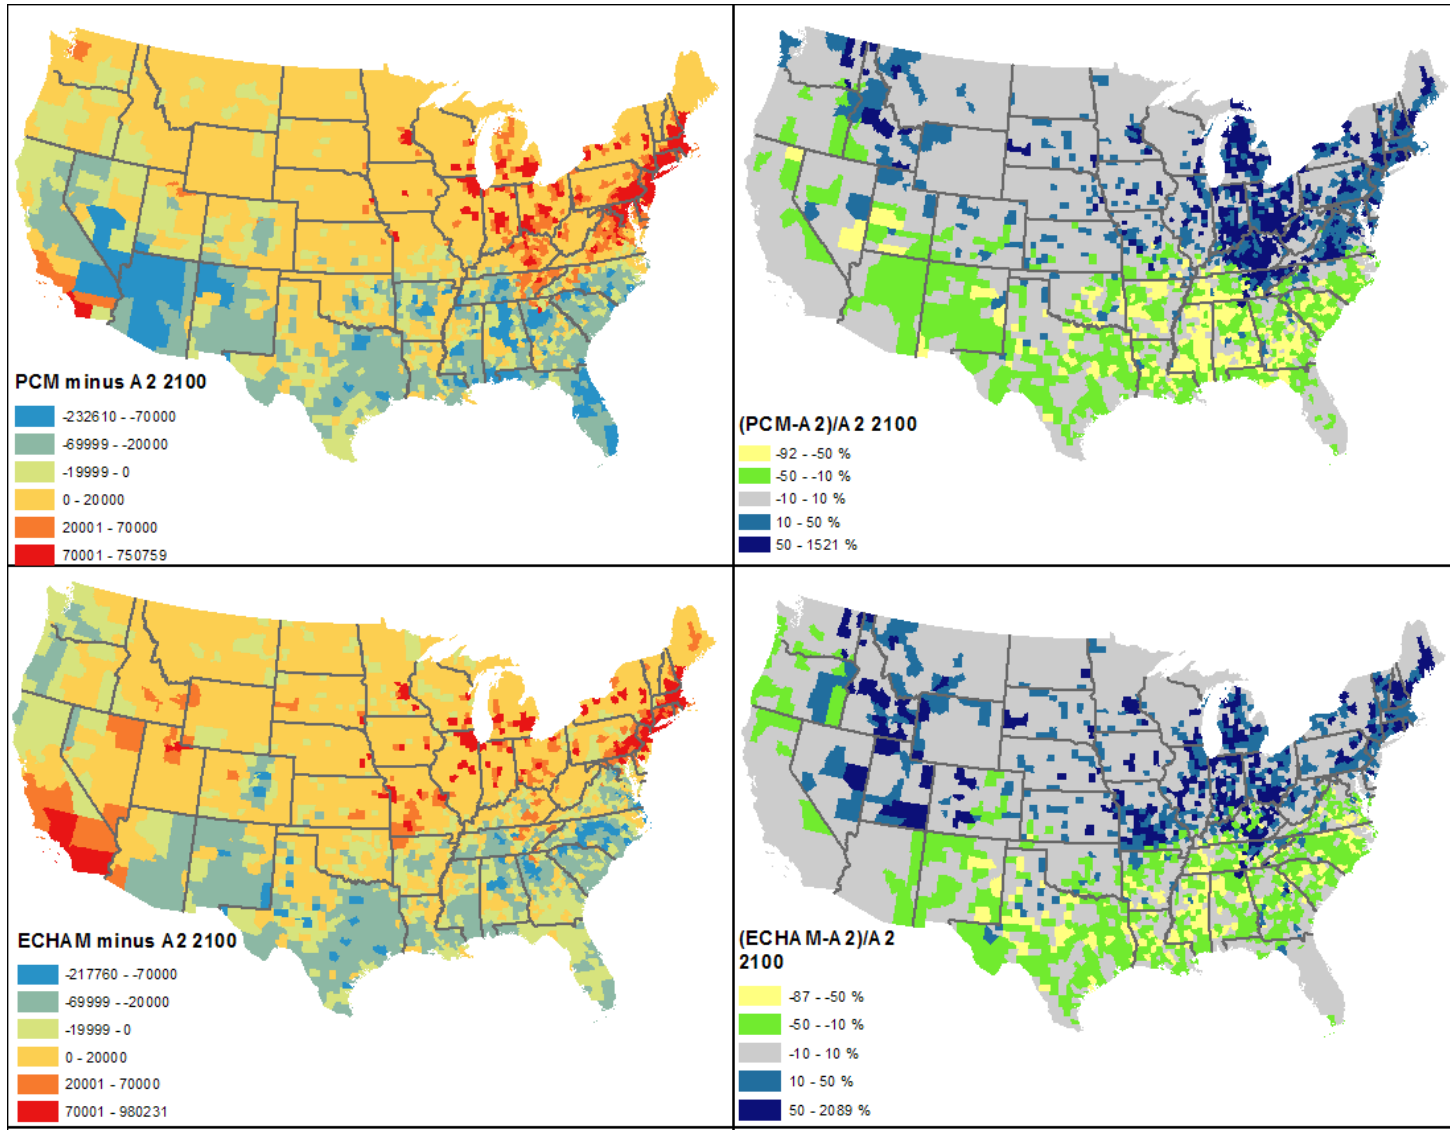 PCM minus A2 2100
-232610 - -70000
-69999 - -20000
-19999 - 0
0 - 20000
20001 - 70000
70001 - 750759
(PCM-A2)/A2 2100
-92 - -50 %
-50 - -10 %
-10 - 10 %
10 - 50 %
50 - 1521 %
ECHAM minus A2 2100
-217760 - -70000
-69999 - -20000
-19999 - 0
0 - 20000
20001 - 70000
70001 - 980231
(ECHAM-A2)/A2
2100
-87 - -50 %
-50 - -10 %
-10 - 10 %
10 - 50 %
50 - 2089 %